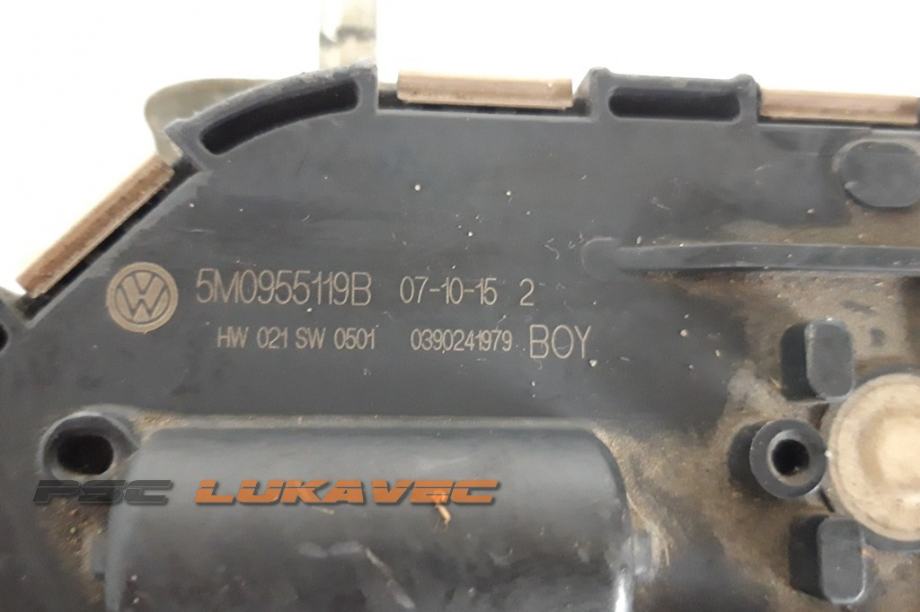 5M0955119B 07-10-15 2
HW 021 SW 0501 0390241979 BOY
PSC LUKAVEC